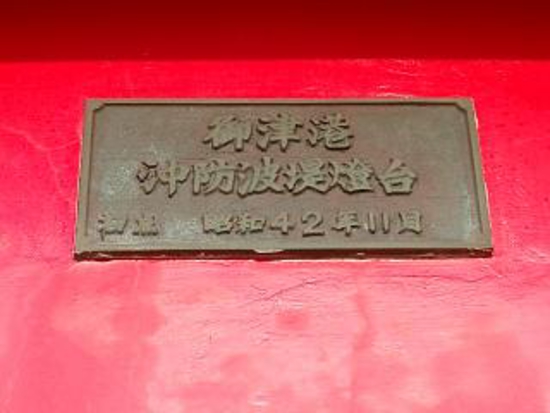 御津港
沖防波堤燈台
初点 昭和42年11月